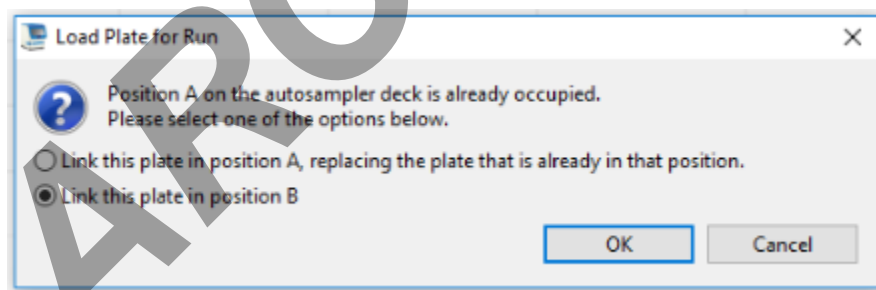 Load Plate for Run
Position A on the autosampler deck is already occupied.
Please select one of the options below.
Link this plate in position A, replacing the plate that is already in that position.
Link this plate in position B
OK Cancel